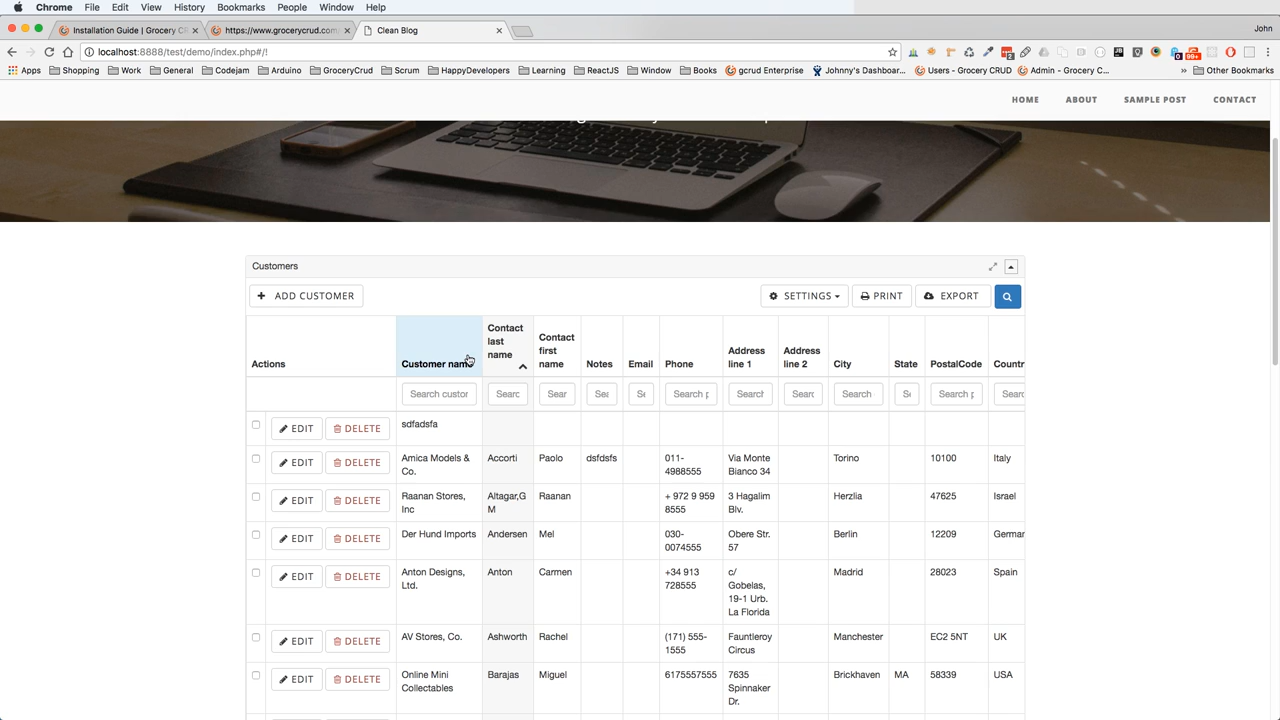 Chrome File Edit View History Bookmarks People Window Help
Installation Guide | Grocery C https://www.grocerycrud.com Clean Blog John
localhost:8888/test/demo/index.php#/!
Apps Shopping Work General Codejam Arduino GroceryCrud Scrum HappyDevelopers Learning ReactJS Window Books gcrud Enterprise Johnny's Dashboar... Users - Grocery CRUD Admin - Grocery C... » Other Bookmarks
HOME ABOUT SAMPLE POST CONTACT
Customers
ADD CUSTOMER SETTINGS PRINT EXPORT
Actions Customer name Contact last name Contact first name Notes Email Phone Address line 1 Address line 2 City State PostalCode Countr
Search custor Searc Sear Sea Se Search p Search Searc Search S Search p Searc
EDIT DELETE sdfadsfa
EDIT DELETE Amica Models & Co. Accorti Paolo dsfdsfs 011-4988555 Via Monte Bianco 34 Torino 10100 Italy
EDIT DELETE Raanan Stores, Inc Altagar,G M Raanan + 972 9 959 8555 3 Hagalim Blv. Herzlia 47625 Israel
EDIT DELETE Der Hund Imports Andersen Mel 030-0074555 Obere Str. 57 Berlin 12209 German
EDIT DELETE Anton Designs, Ltd. Anton Carmen +34 913 728555 c/ Gobelas, 19-1 Urb. La Florida Madrid 28023 Spain
EDIT DELETE AV Stores, Co. Ashworth Rachel (171) 555-1555 Fauntleroy Circus Manchester EC2 5NT UK
EDIT DELETE Online Mini Collectables Barajas Miguel 6175557555 7635 Spinnaker Dr. Brickhaven MA 58339 USA